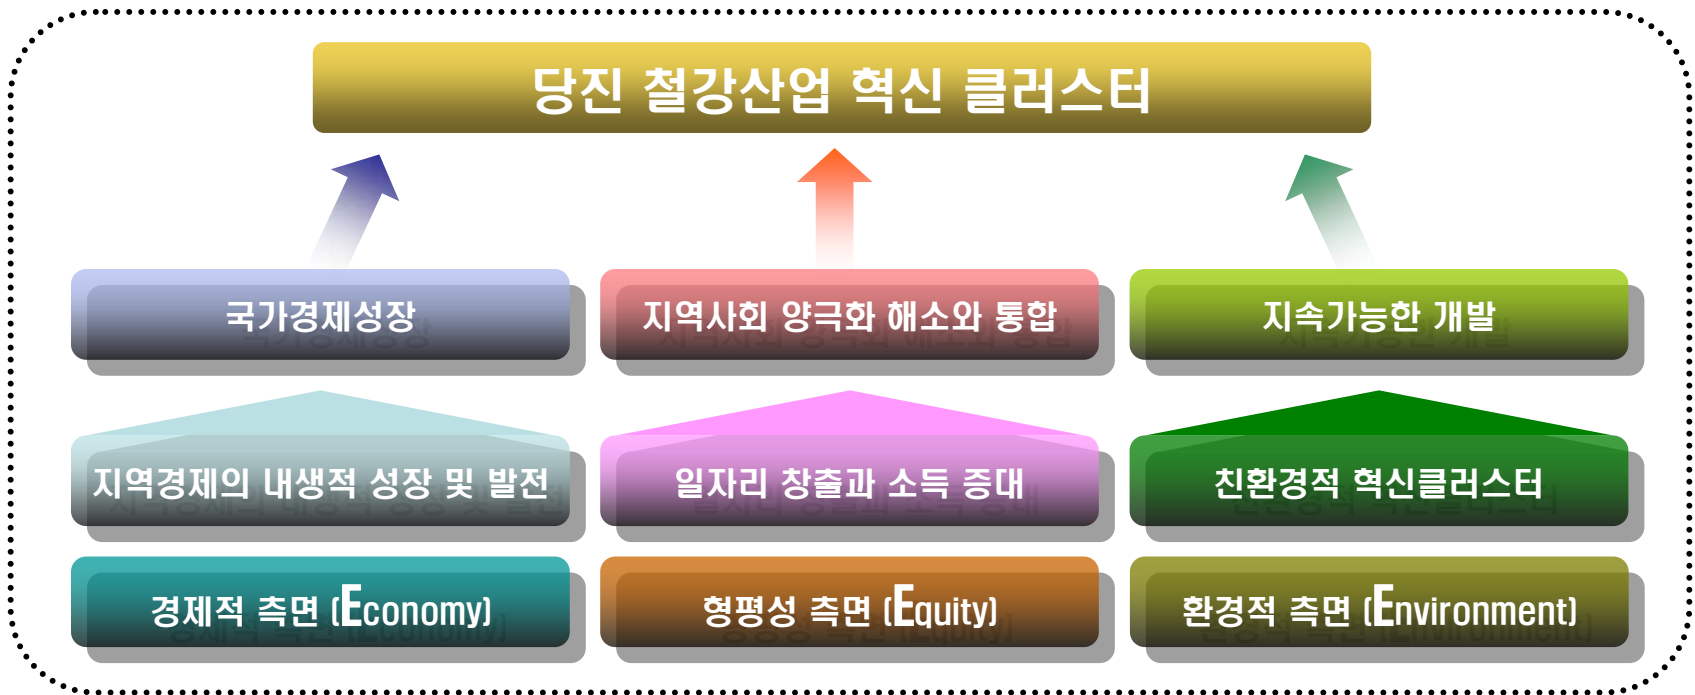 당진 철강산업 혁신 클러스터
국가경제성장
지역사회 양극화 해소와 통합
지속가능한 개발
지역경제의 내생적 성장 및 발전
일자리 창출과 소득 증대
친환경적 혁신클러스터
경제적 측면 (Economy)
형평성 측면 (Equity)
환경적 측면 (Environment)